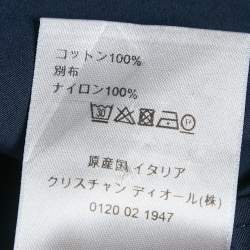 コットン100%
別布
ナイロン100%
原産国 イタリア
クリスチャン ディオール(株)
0120 02 1947